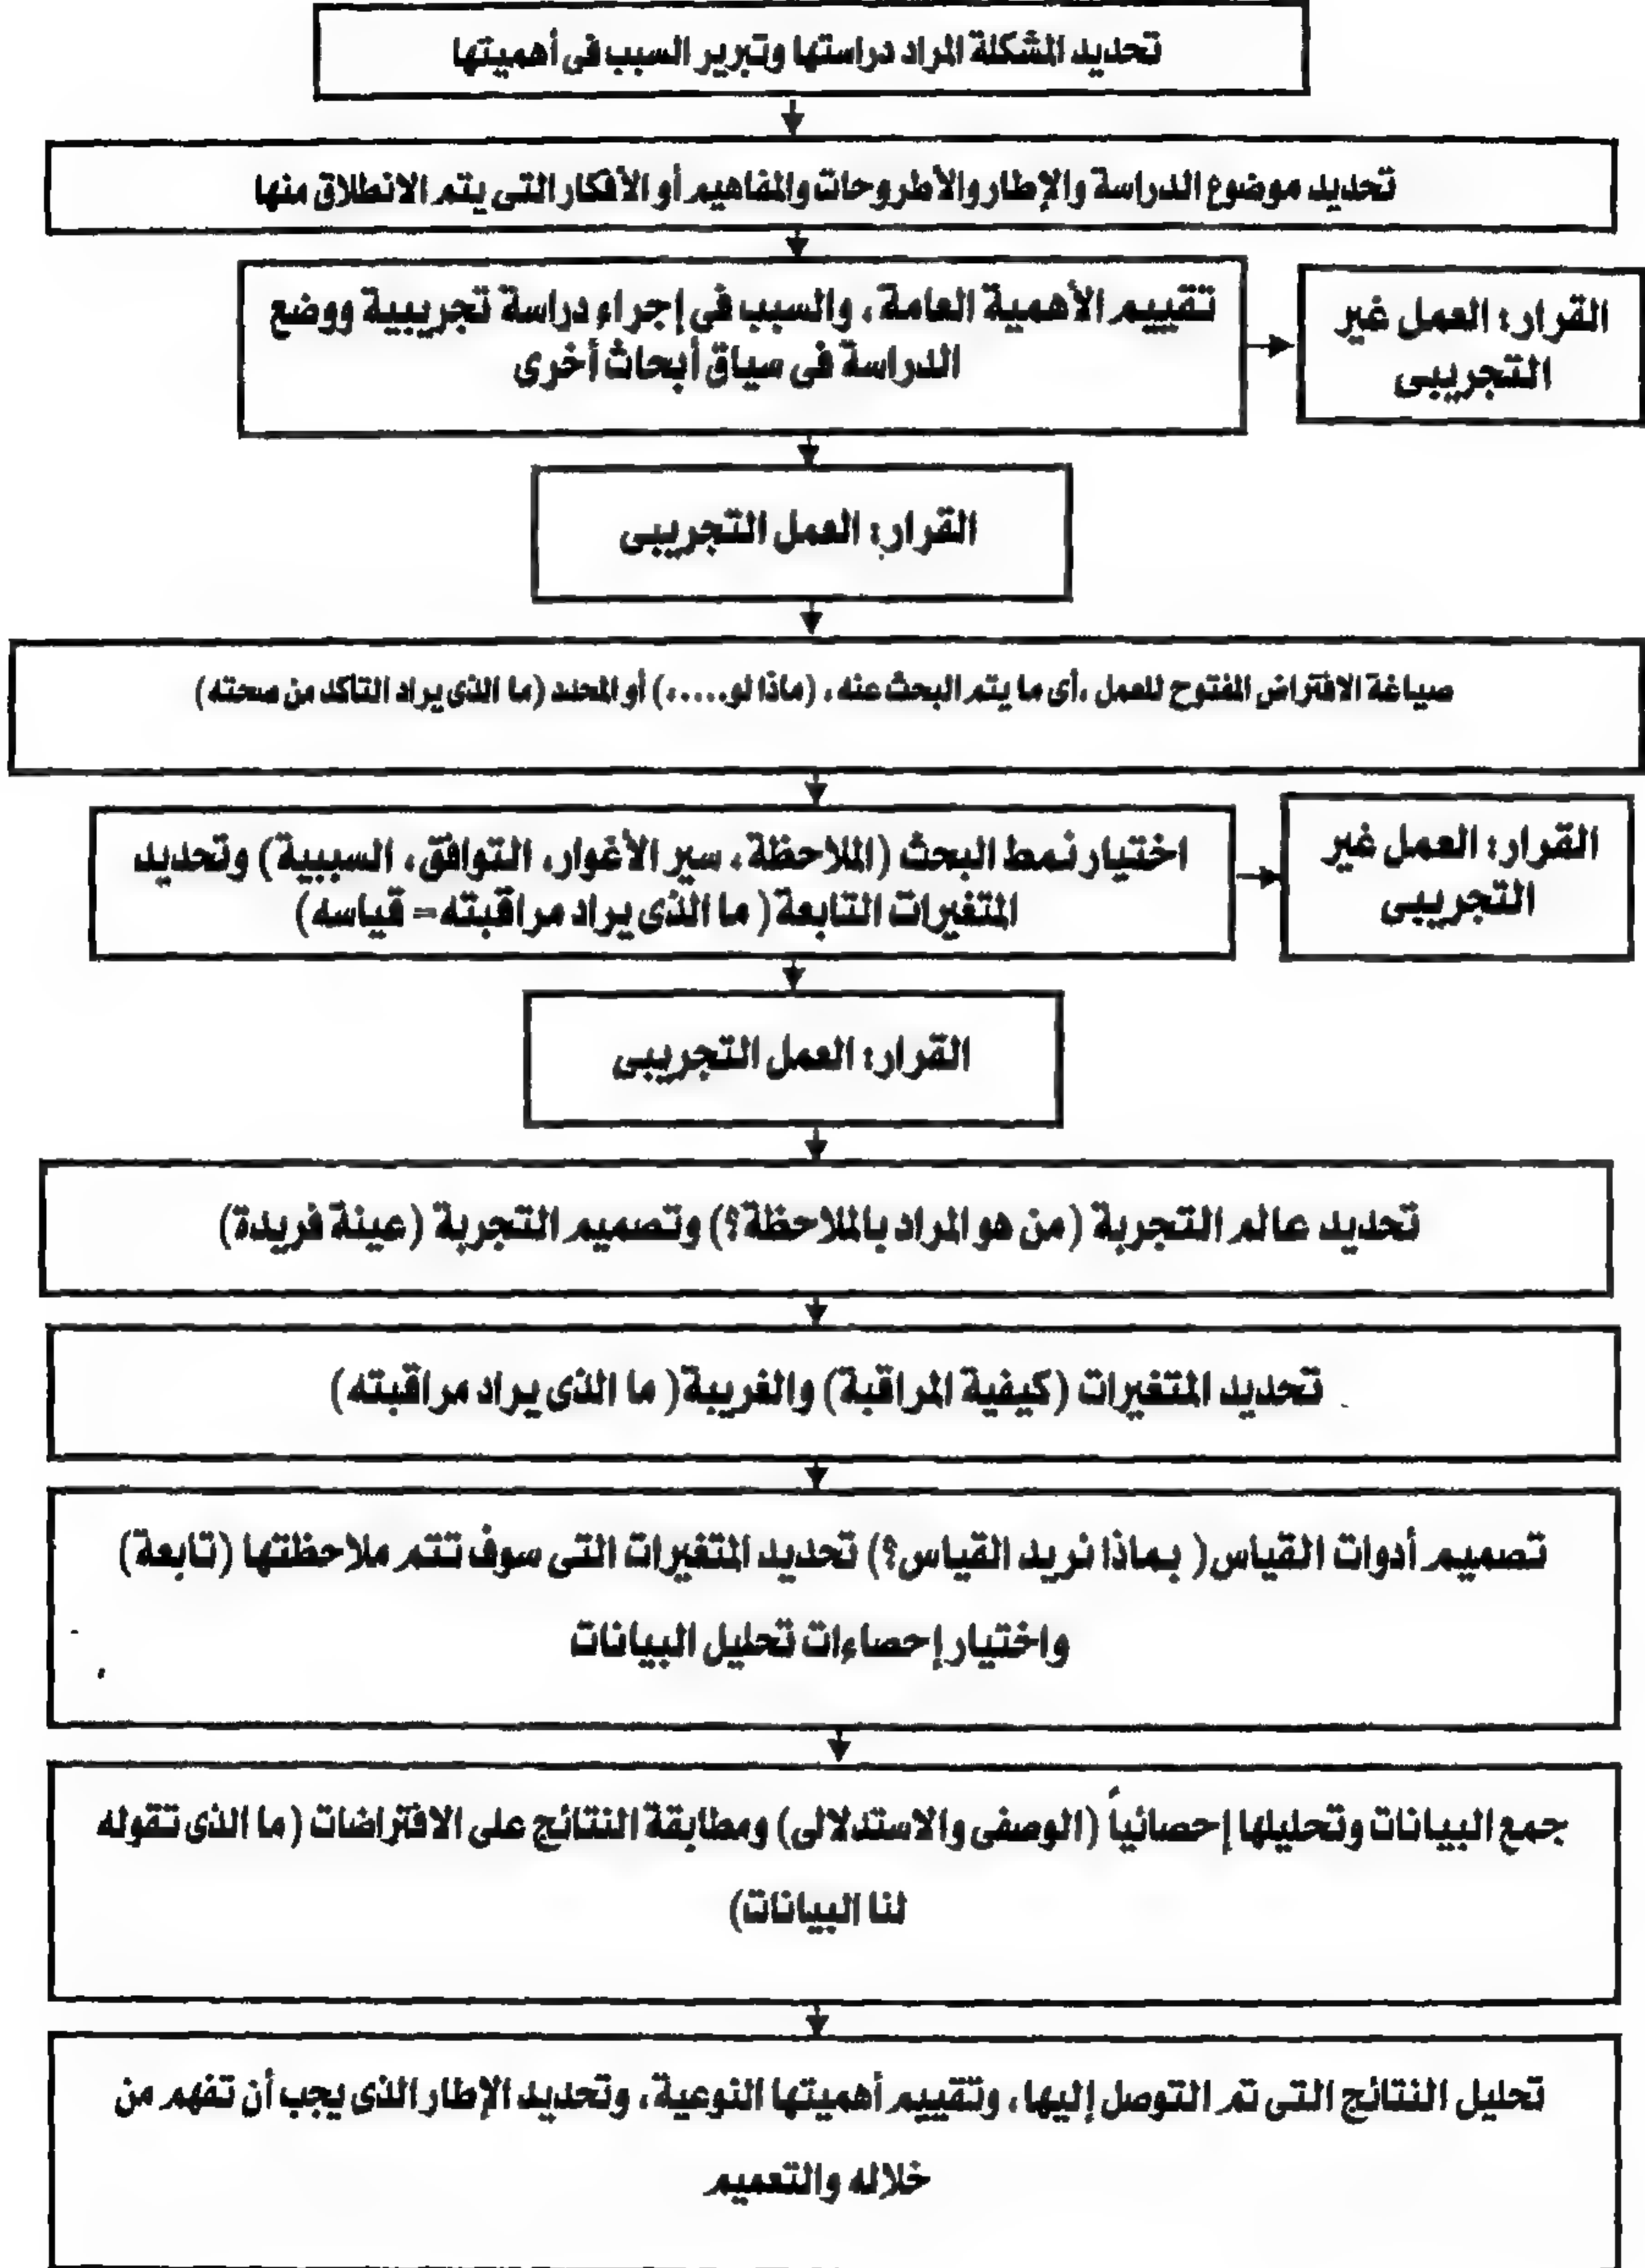 تحديد المشكلة المراد دراستها وتبرير السبب فى أهميتها
تحديد موضوع الدراسة والإطار والأطروحات والمفاهيم أو الأفكار التى يتم الانطلاق منها
تقييم الأهمية العامة، والسبب فى إجراء دراسة تجريبية ووضع
الدراسة فى سياق أبحاث أخرى
القرار: العمل غير
التجريبى
القرار: العمل التجريبى
صياغة الافتراض المفتوح للعمل، أى ما يتم البحث عنه، (ماذا لو.....،) أو المحدد (ما الذى يراد التأكد من صحته)
اختيار نمط البحث (الملاحظة، سبر الأغوار، التوافق، السببية) وتحديد
المتغيرات التابعة (ما الذى يراد مراقبته = قياسه)
القرار: العمل غير
التجريبى
القرار: العمل التجريبى
تحديد عالم التجربة (من هو المراد بالملاحظة؟) وتصميم التجربة (عينة فريدة)
تحديد المتغيرات (كيفية المراقبة) والغريبة (ما الذى يراد مراقبته)
تصميم أدوات القياس (بماذا نريد القياس؟) تحديد المتغيرات التى سوف تتم ملاحظتها (تابعة)
واختيار إحصاءات تحليل البيانات
جمع البيانات وتحليلها إحصائياً (الوصفى والاستدلالى) ومطابقة النتائج على الافتراضات (ما الذى تقوله
لنا البيانات)
تحليل النتائج التى تم التوصل إليها، وتقييم أهميتها النوعية، وتحديد الإطار الذى يجب أن تفهم من
خلاله والتعميم